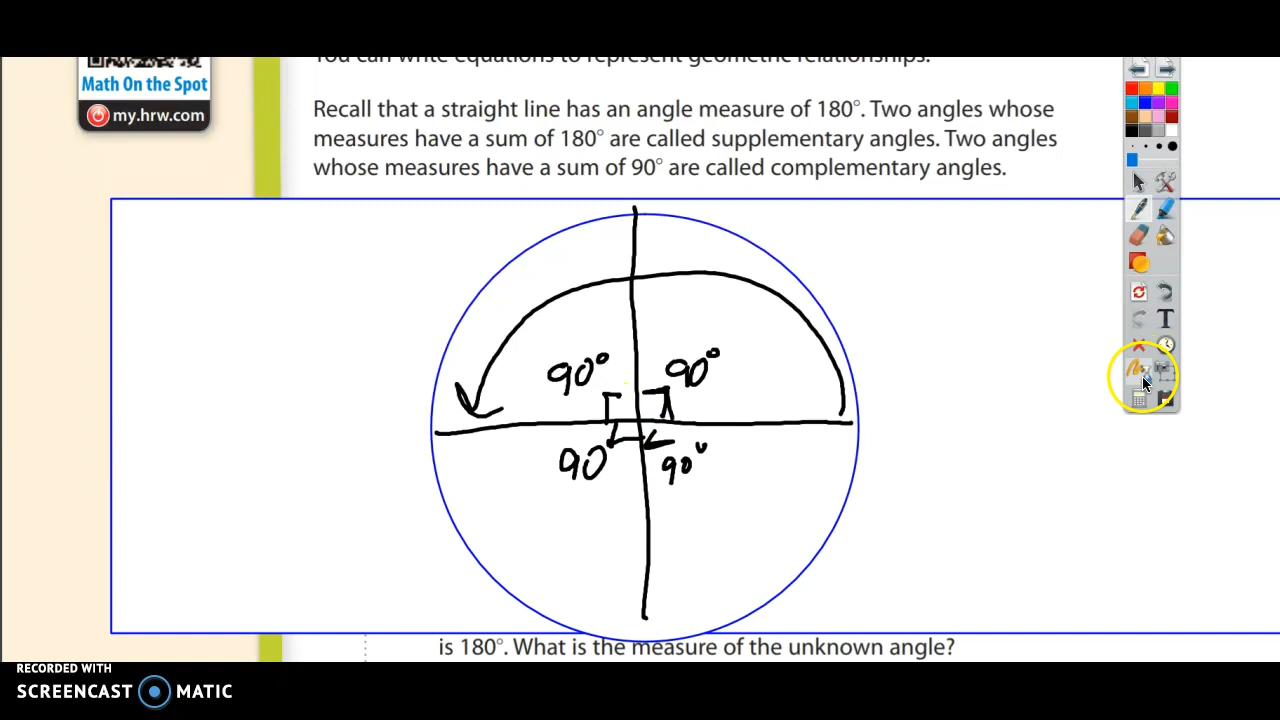 You can write equations to represent geometric relationships.
Math On the Spot
my.hrw.com
Recall that a straight line has an angle measure of 180°. Two angles whose
measures have a sum of 180° are called supplementary angles. Two angles
whose measures have a sum of 90° are called complementary angles.
90° 90°
90 90°
is 180°. What is the measure of the unknown angle?
T
RECORDED WITH
SCREENCAST MATIC